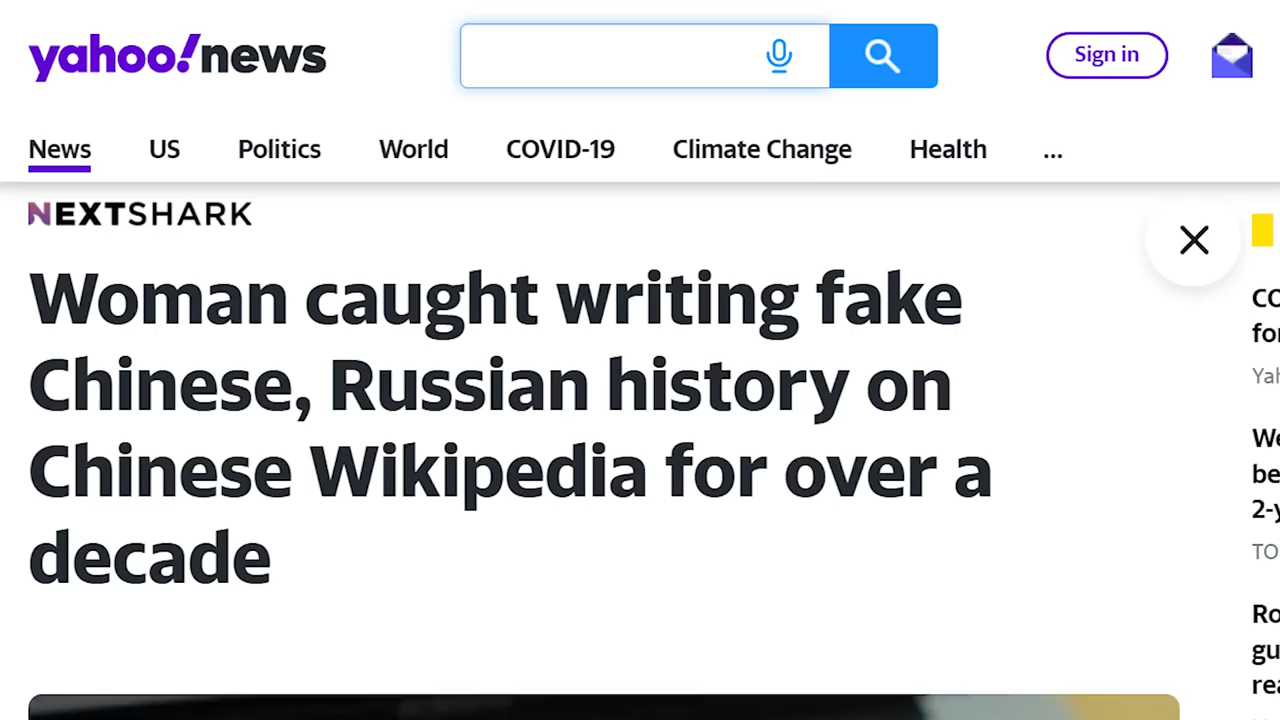 yahoo!news
Sign in
News US Politics World COVID-19 Climate Change Health ...
NEXTSHARK
Woman caught writing fake
Chinese, Russian history on
Chinese Wikipedia for over a
decade